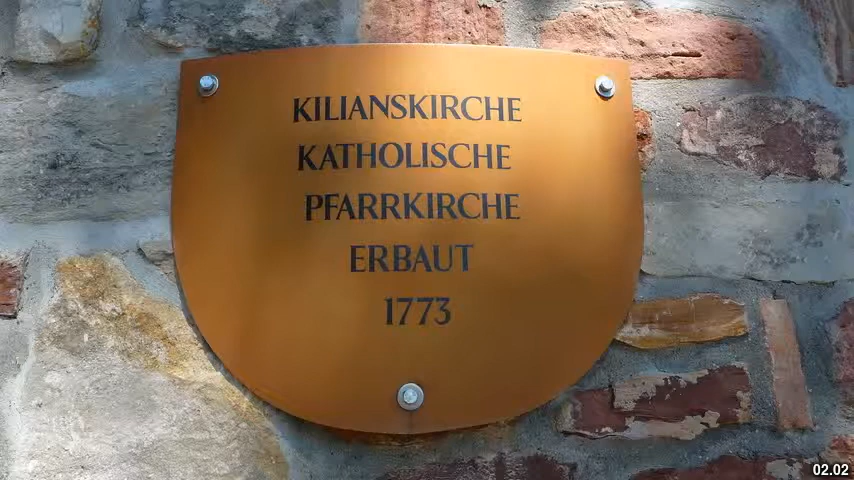 KILIANSKIRCHE
KATHOLISCHE
PFARRKIRCHE
ERBAUT
1773
02.02